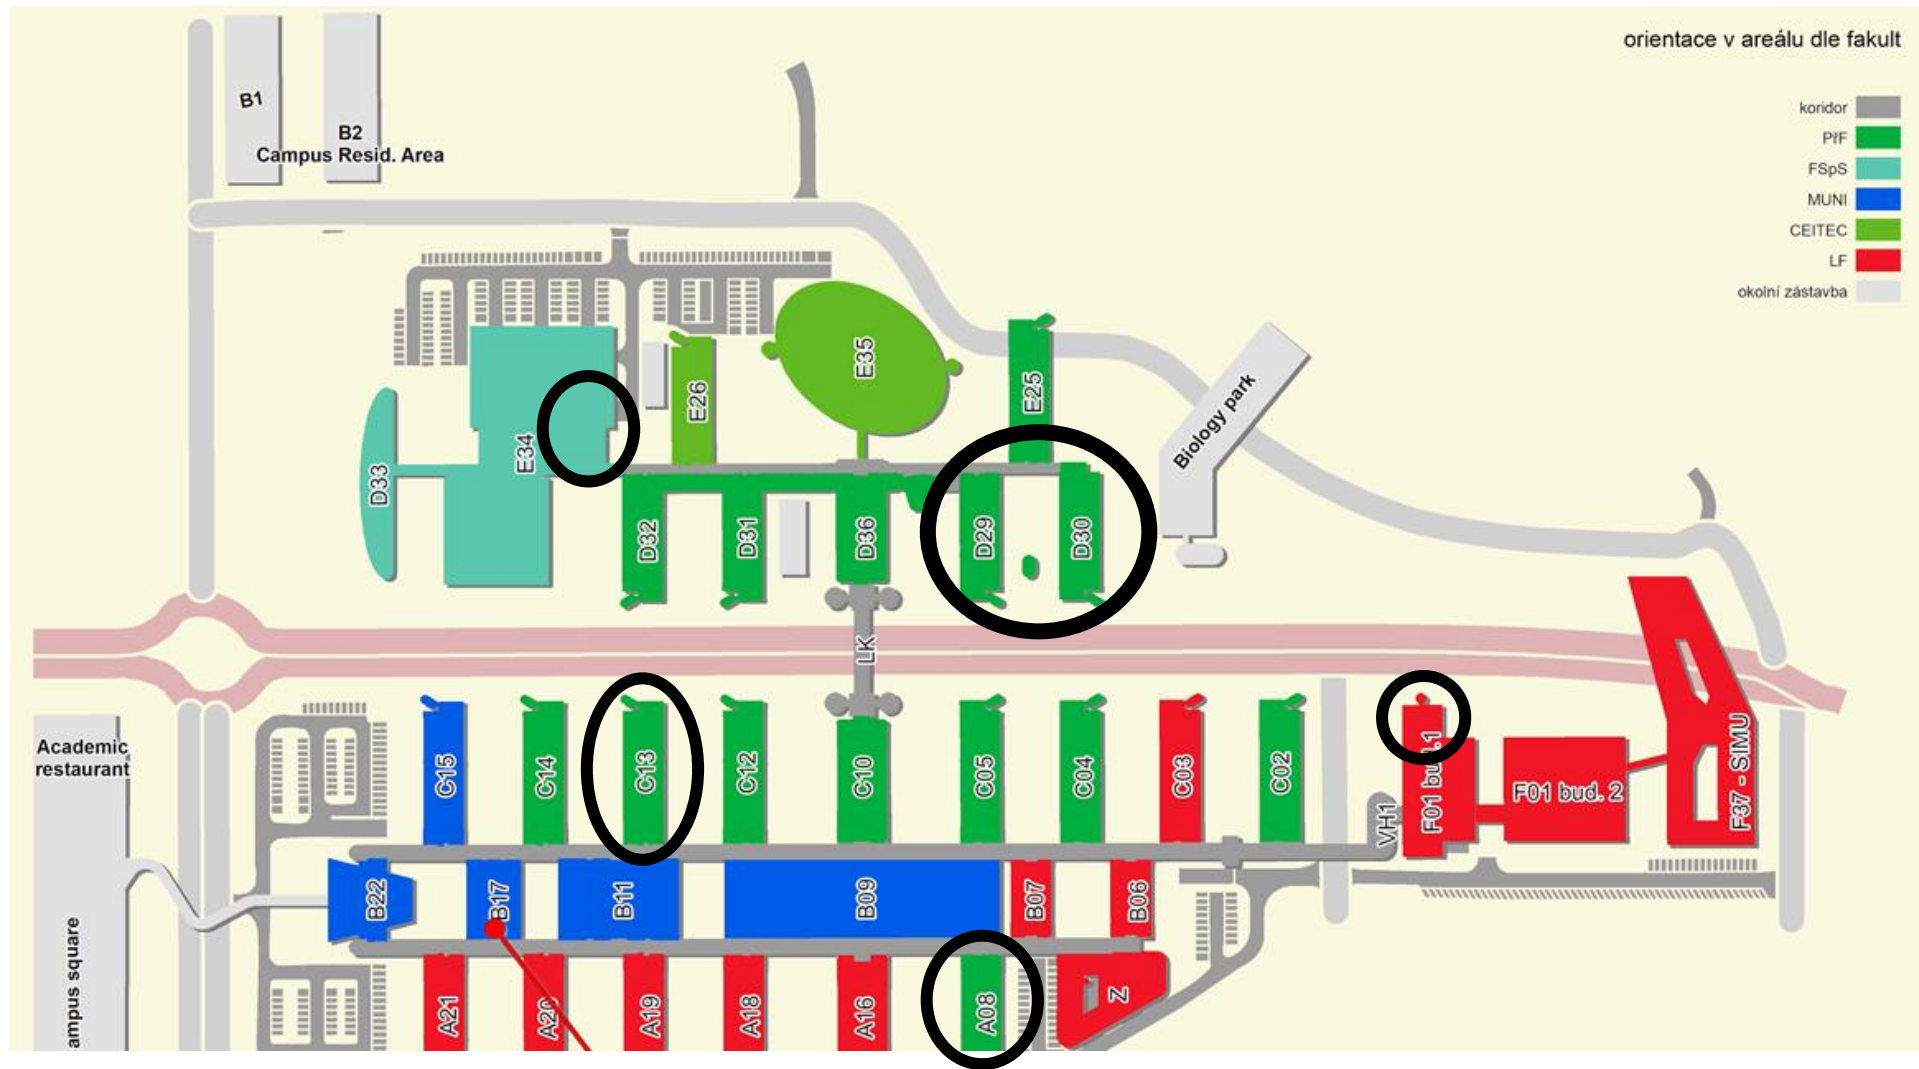 orientace v areálu dle fakult
koridor
PřF
FSpS
MUNI
CEITEC
LF
okolní zástavba
B1
B2
Campus Resid. Area
E26
E35
E25
Biology park
E34
D33
D32
D31
D36
D29
D30
LK
Academic
restaurant
C15
C14
C13
C12
C10
C05
C04
C03
C02
VH1
F01 bud.1
F01 bud. 2
F37 - SIMU
B22
B17
B11
B09
B07
B06
ampus square
A21
A20
A19
A18
A16
A08
Z